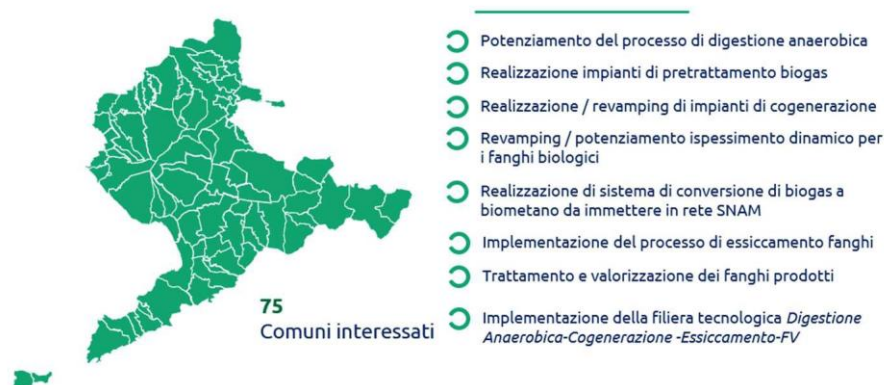 Potenziamento del processo di digestione anaerobica
Realizzazione impianti di pretrattamento biogas
Realizzazione / revamping di impianti di cogenerazione
Revamping / potenziamento ispessimento dinamico per
i fanghi biologici
Realizzazione di sistema di conversione di biogas a
biometano da immettere in rete SNAM
Implementazione del processo di essiccamento fanghi
Trattamento e valorizzazione dei fanghi prodotti
Implementazione della filiera tecnologica Digestione
Anaerobica-Cogenerazione -Essiccamento-FV
75
Comuni interessati